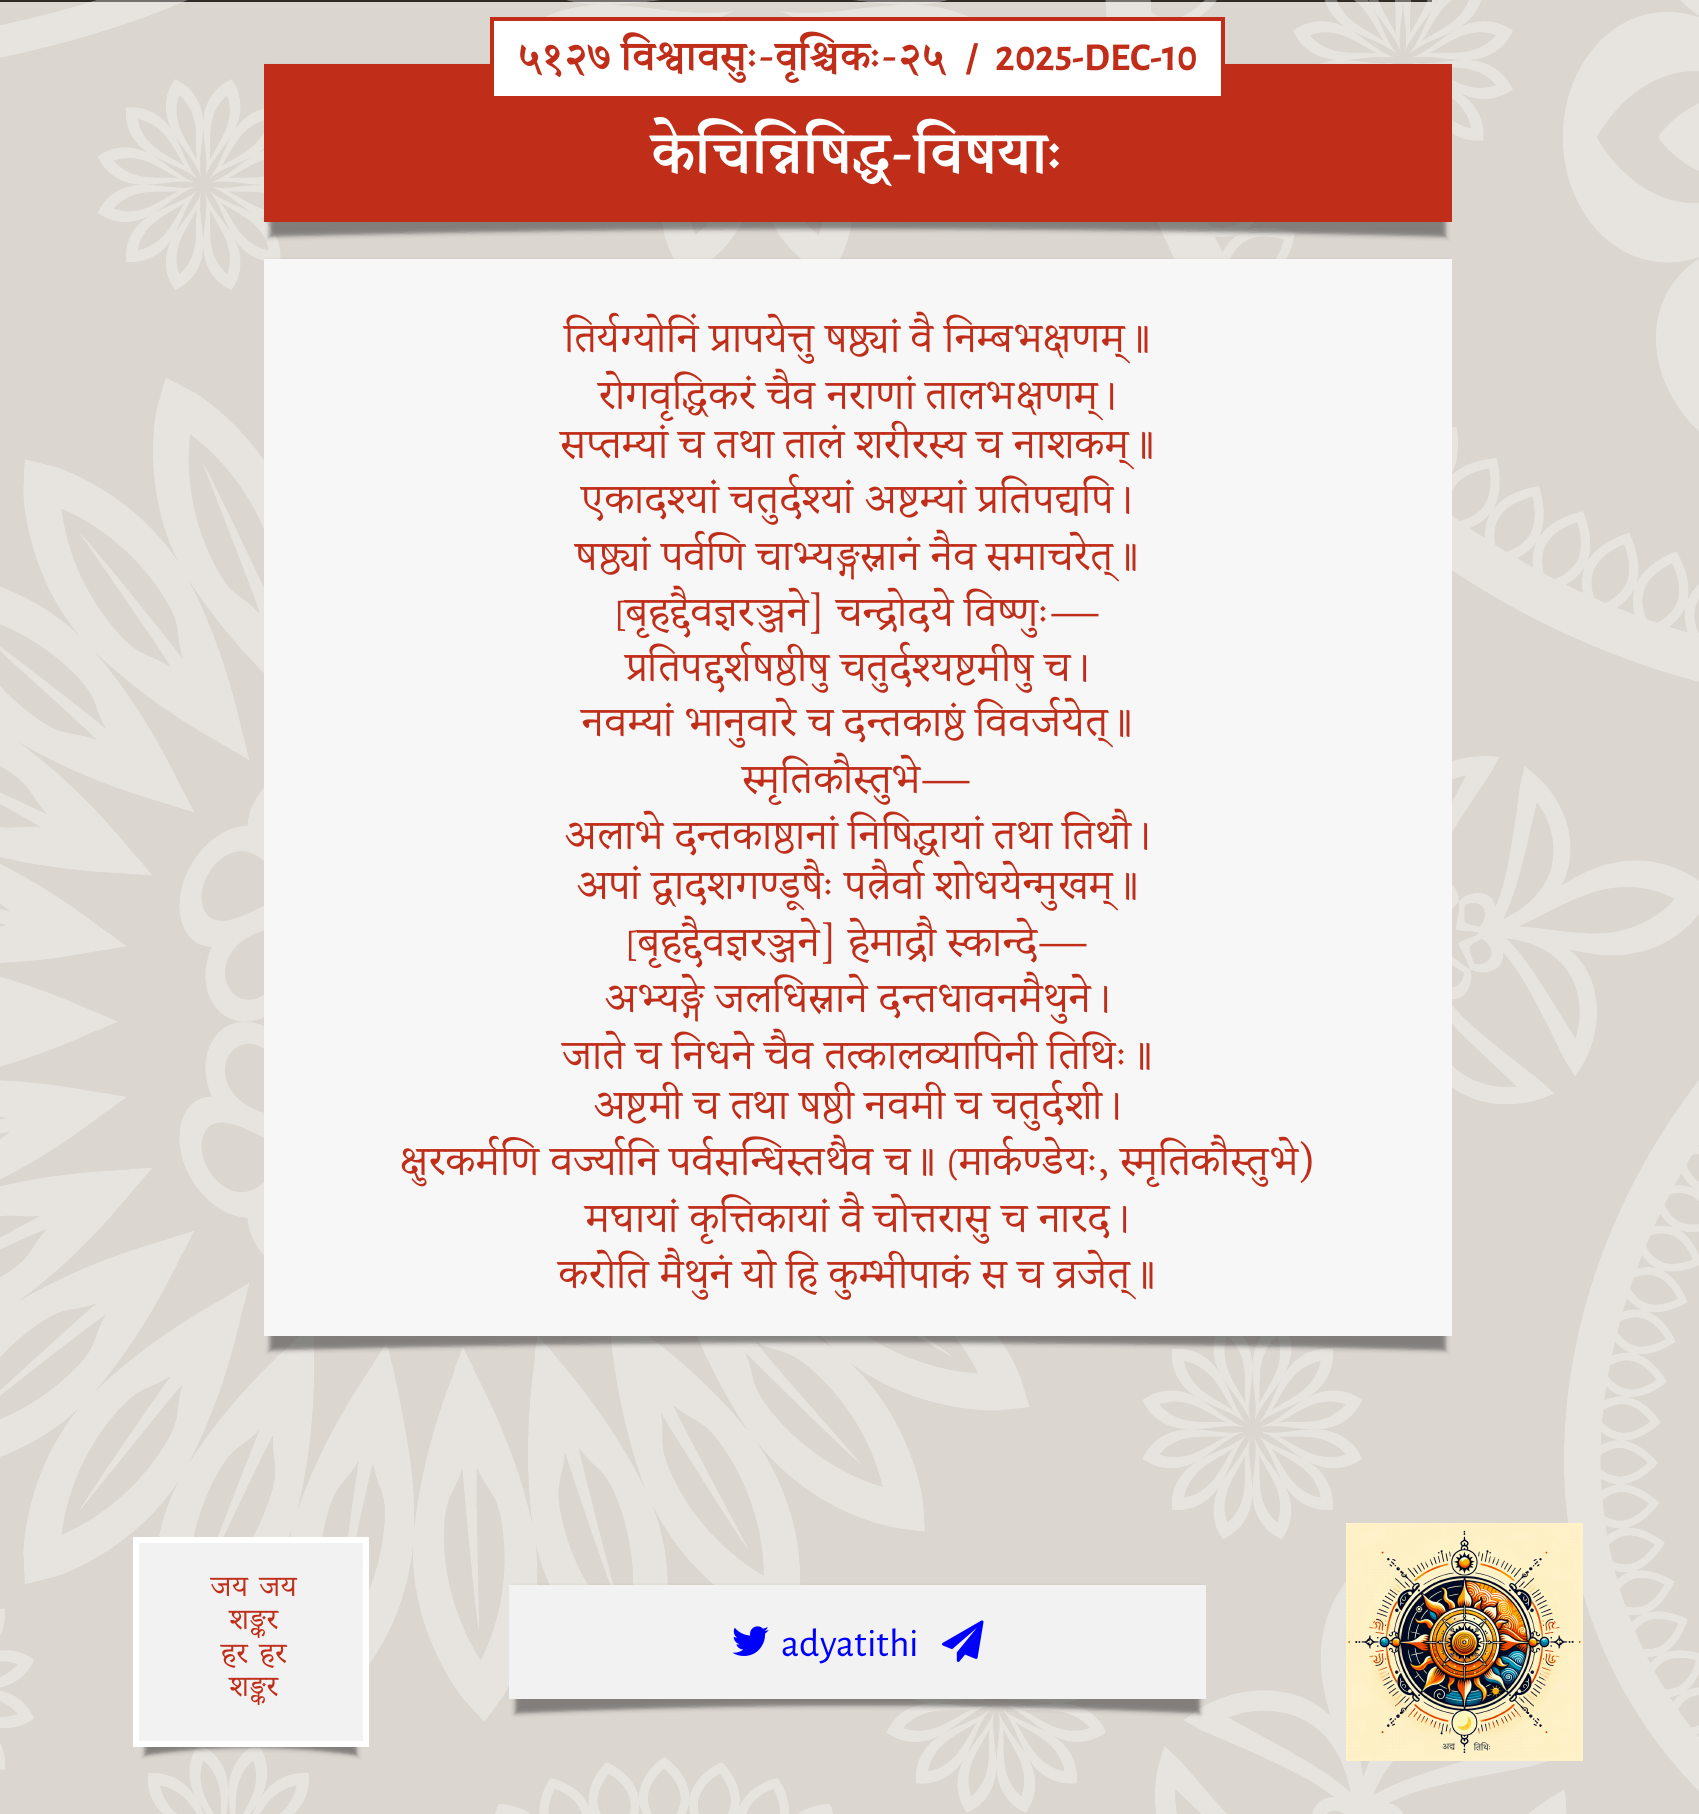 ५१२७ विश्वावसुः-वृश्चिकः-२५ / 2025-DEC-10
केचिन्निषिद्ध-विषयाः
तिर्यग्योनिं प्रापयेत्तु षष्ठ्यां वै निम्बभक्षणम्॥
रोगवृद्धिकरं चैव नराणां तालभक्षणम्।
सप्तम्यां च तथा तालं शरीरस्य च नाशकम्॥
एकादश्यां चतुर्दश्यां अष्टम्यां प्रतिपद्यपि।
षष्ठ्यां पर्वणि चाभ्यङ्गस्नानं नैव समाचरेत्॥
[बृहद्दैवज्ञरञ्जने] चन्द्रोदये विष्णुः—
प्रतिपद्दर्शषष्ठीषु चतुर्दश्यष्टमीषु च।
नवम्यां भानुवारे च दन्तकाष्ठं विवर्जयेत्॥
स्मृतिकौस्तुभे—
अलाभे दन्तकाष्ठानां निषिद्धायां तथा तिथौ।
अपां द्वादशगण्डूषैः पत्रैर्वा शोधयेन्मुखम्॥
[बृहद्दैवज्ञरञ्जने] हेमाद्रौ स्कान्दे—
अभ्यङ्गे जलधिस्नाने दन्तधावनमैथुने।
जाते च निधने चैव तत्कालव्यापिनी तिथिः॥
अष्टमी च तथा षष्ठी नवमी च चतुर्दशी।
क्षुरकर्मणि वर्ज्यानि पर्वसन्धिस्तथैव च॥ (मार्कण्डेयः, स्मृतिकौस्तुभे)
मघायां कृत्तिकायां वै चोत्तरासु च नारद।
करोति मैथुनं यो हि कुम्भीपाकं स च व्रजेत्॥
जय जय
शङ्कर
हर हर
शङ्कर
adyatithi
अद्य तिथिः